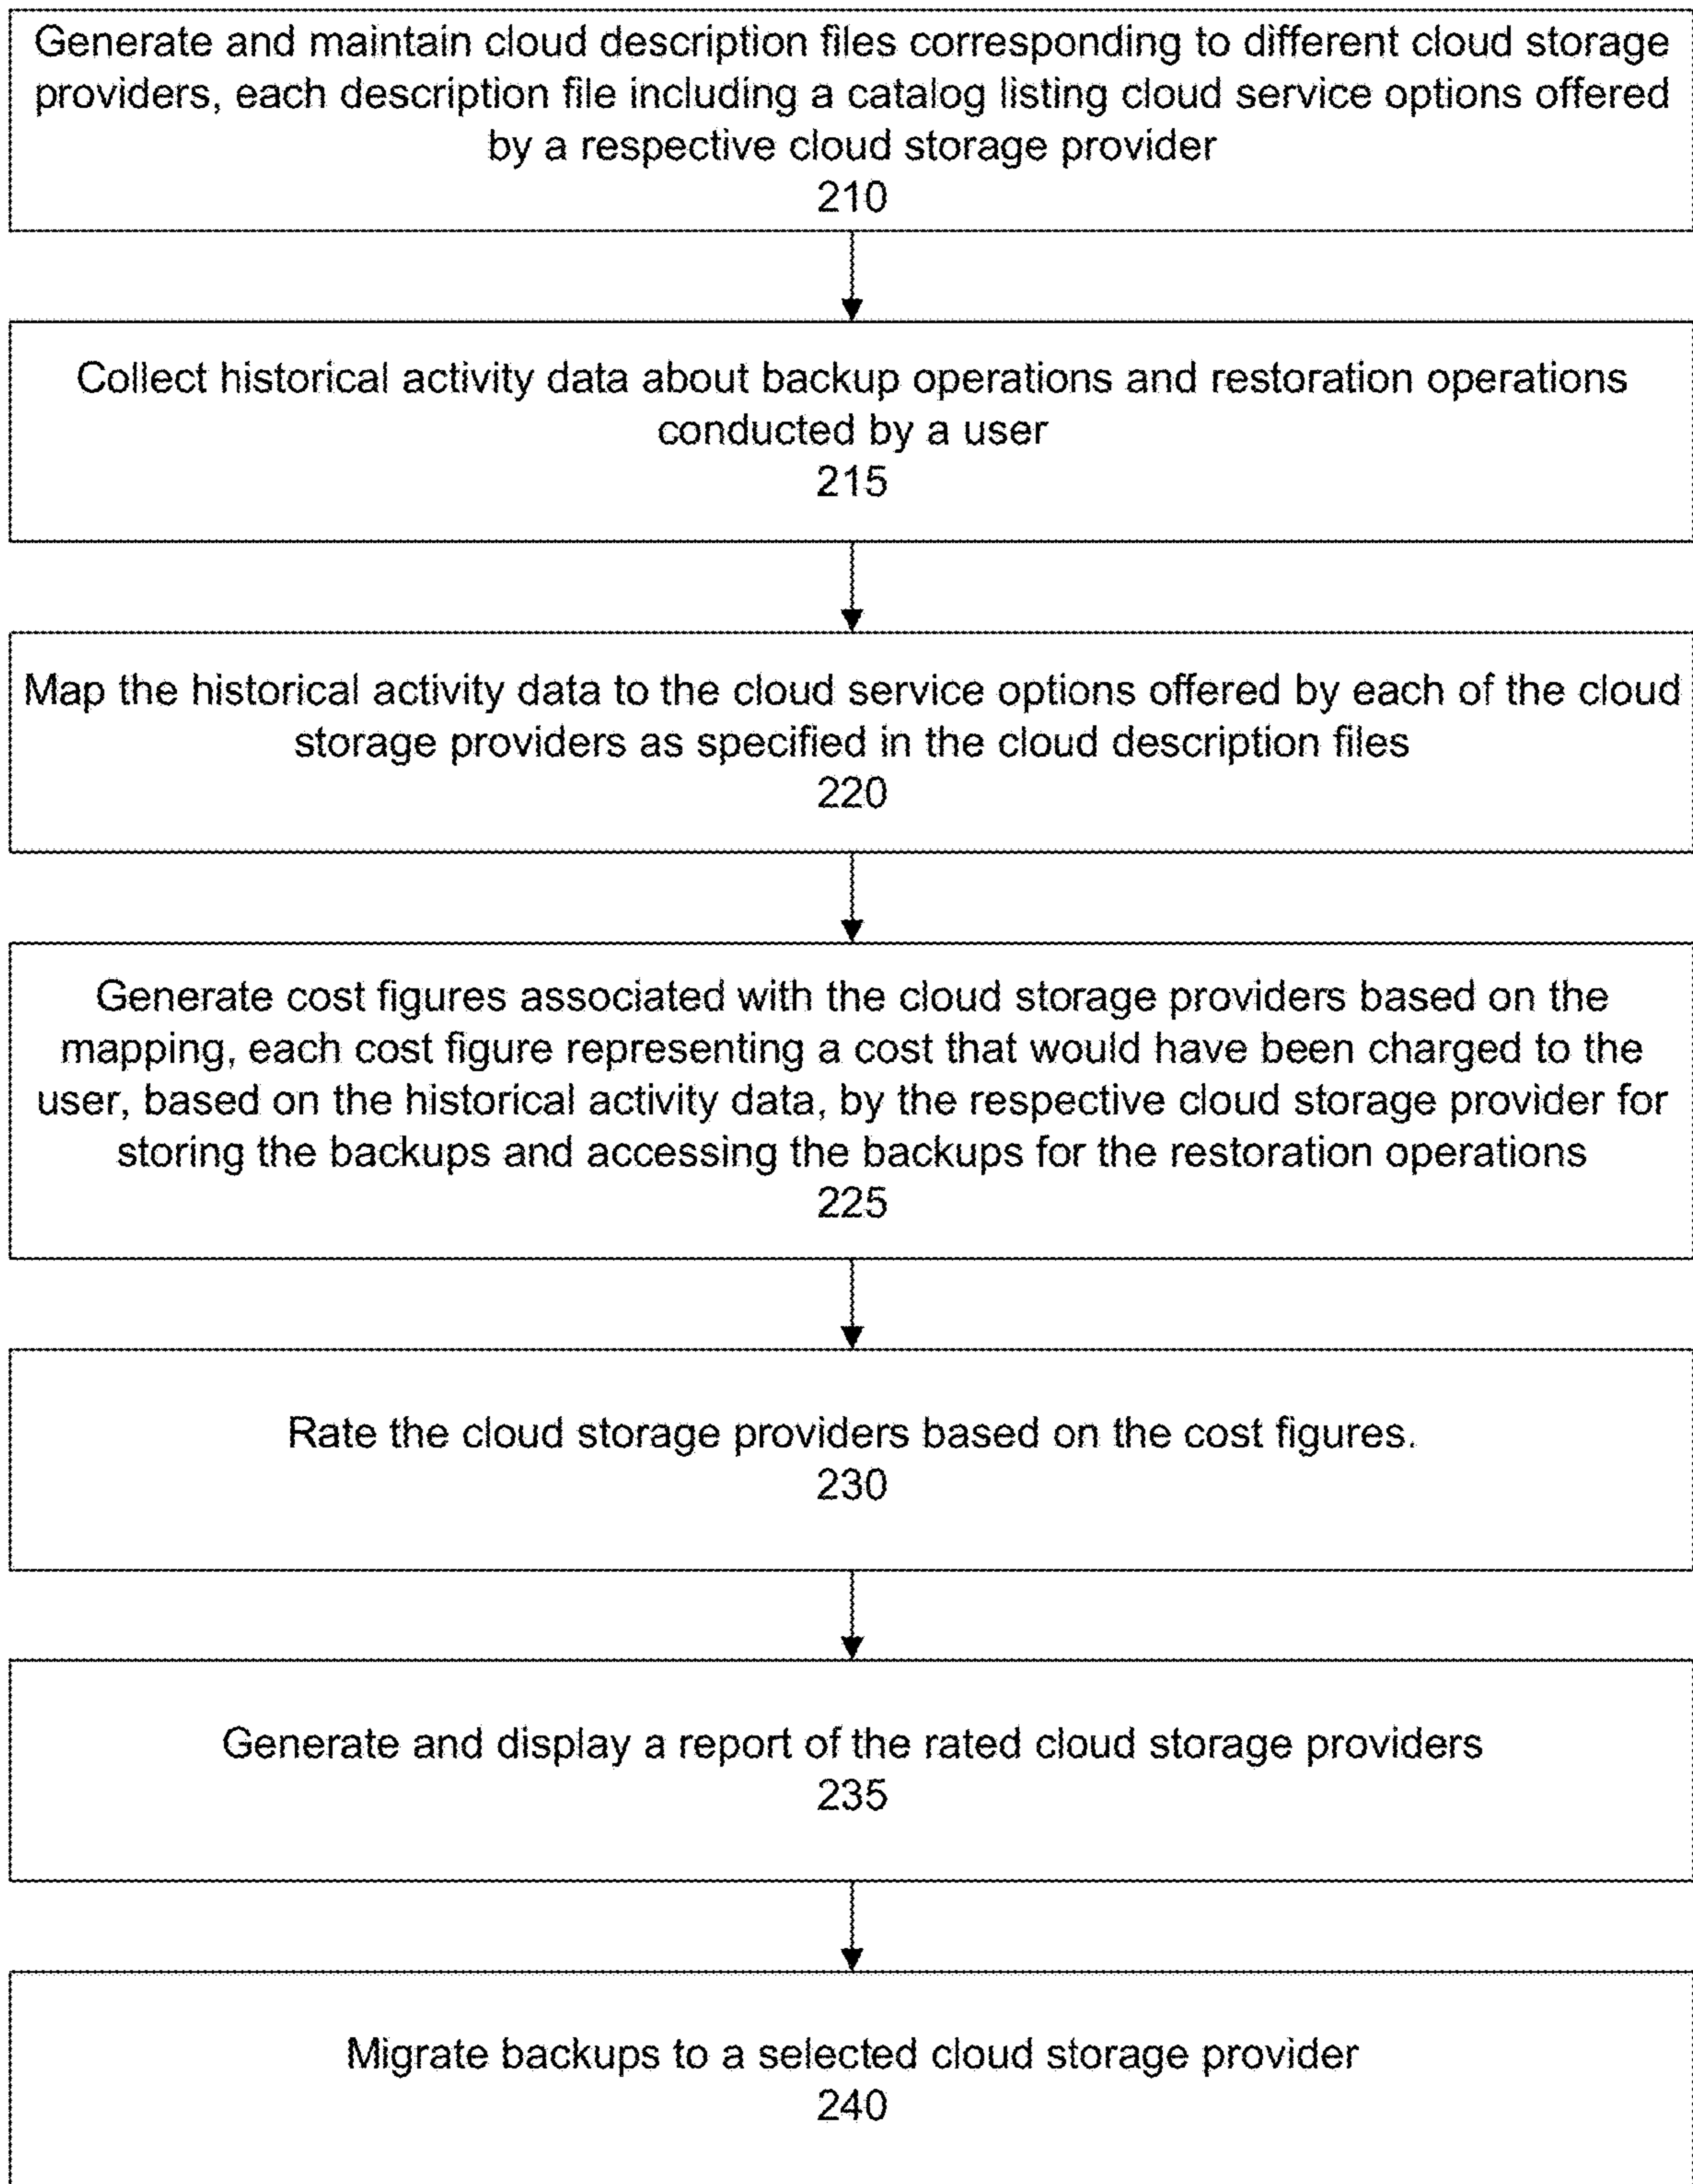 Generate and maintain cloud description files corresponding to different cloud storage
providers, each description file including a catalog listing cloud service options offered
by a respective cloud storage provider
210
Collect historical activity data about backup operations and restoration operations
conducted by a user
215
Map the historical activity data to the cloud service options offered by each of the cloud
storage providers as specified in the cloud description files
220
Generate cost figures associated with the cloud storage providers based on the
mapping, each cost figure representing a cost that would have been charged to the
user, based on the historical activity data, by the respective cloud storage provider for
storing the backups and accessing the backups for the restoration operations
225
Rate the cloud storage providers based on the cost figures.
230
Generate and display a report of the rated cloud storage providers
235
Migrate backups to a selected cloud storage provider
240